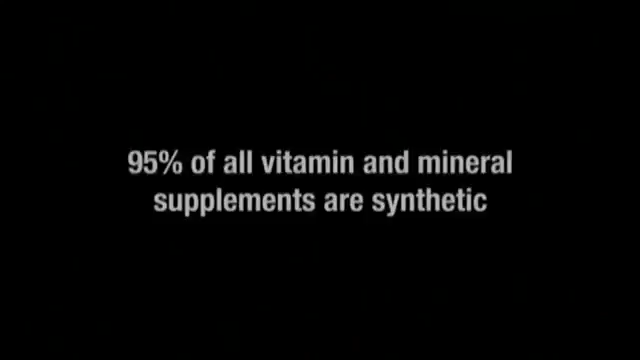 95% of all vitamin and mineral
supplements are synthetic